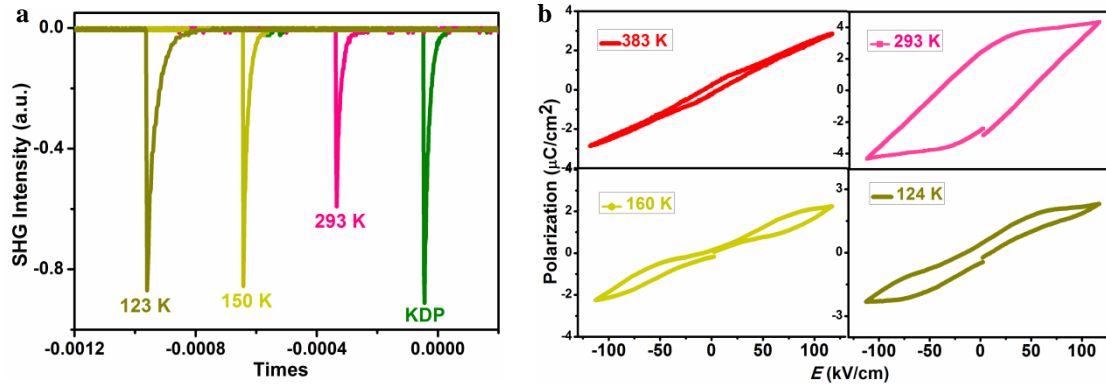 a
b
0.0
-0.4
-0.8
SHG Intensity (a.u.)
123 K
150 K
293 K
KDP
-0.0012 -0.0008 -0.0004 0.0000
Times
Polarization (μC/cm2)
4
2
0
-2
-4
383 K
4
2
0
-2
-4
293 K
4
2
0
-2
-4
160 K
3
0
-3
124 K
-100 -50 0 50 100
-100 -50 0 50 100
E (kV/cm)